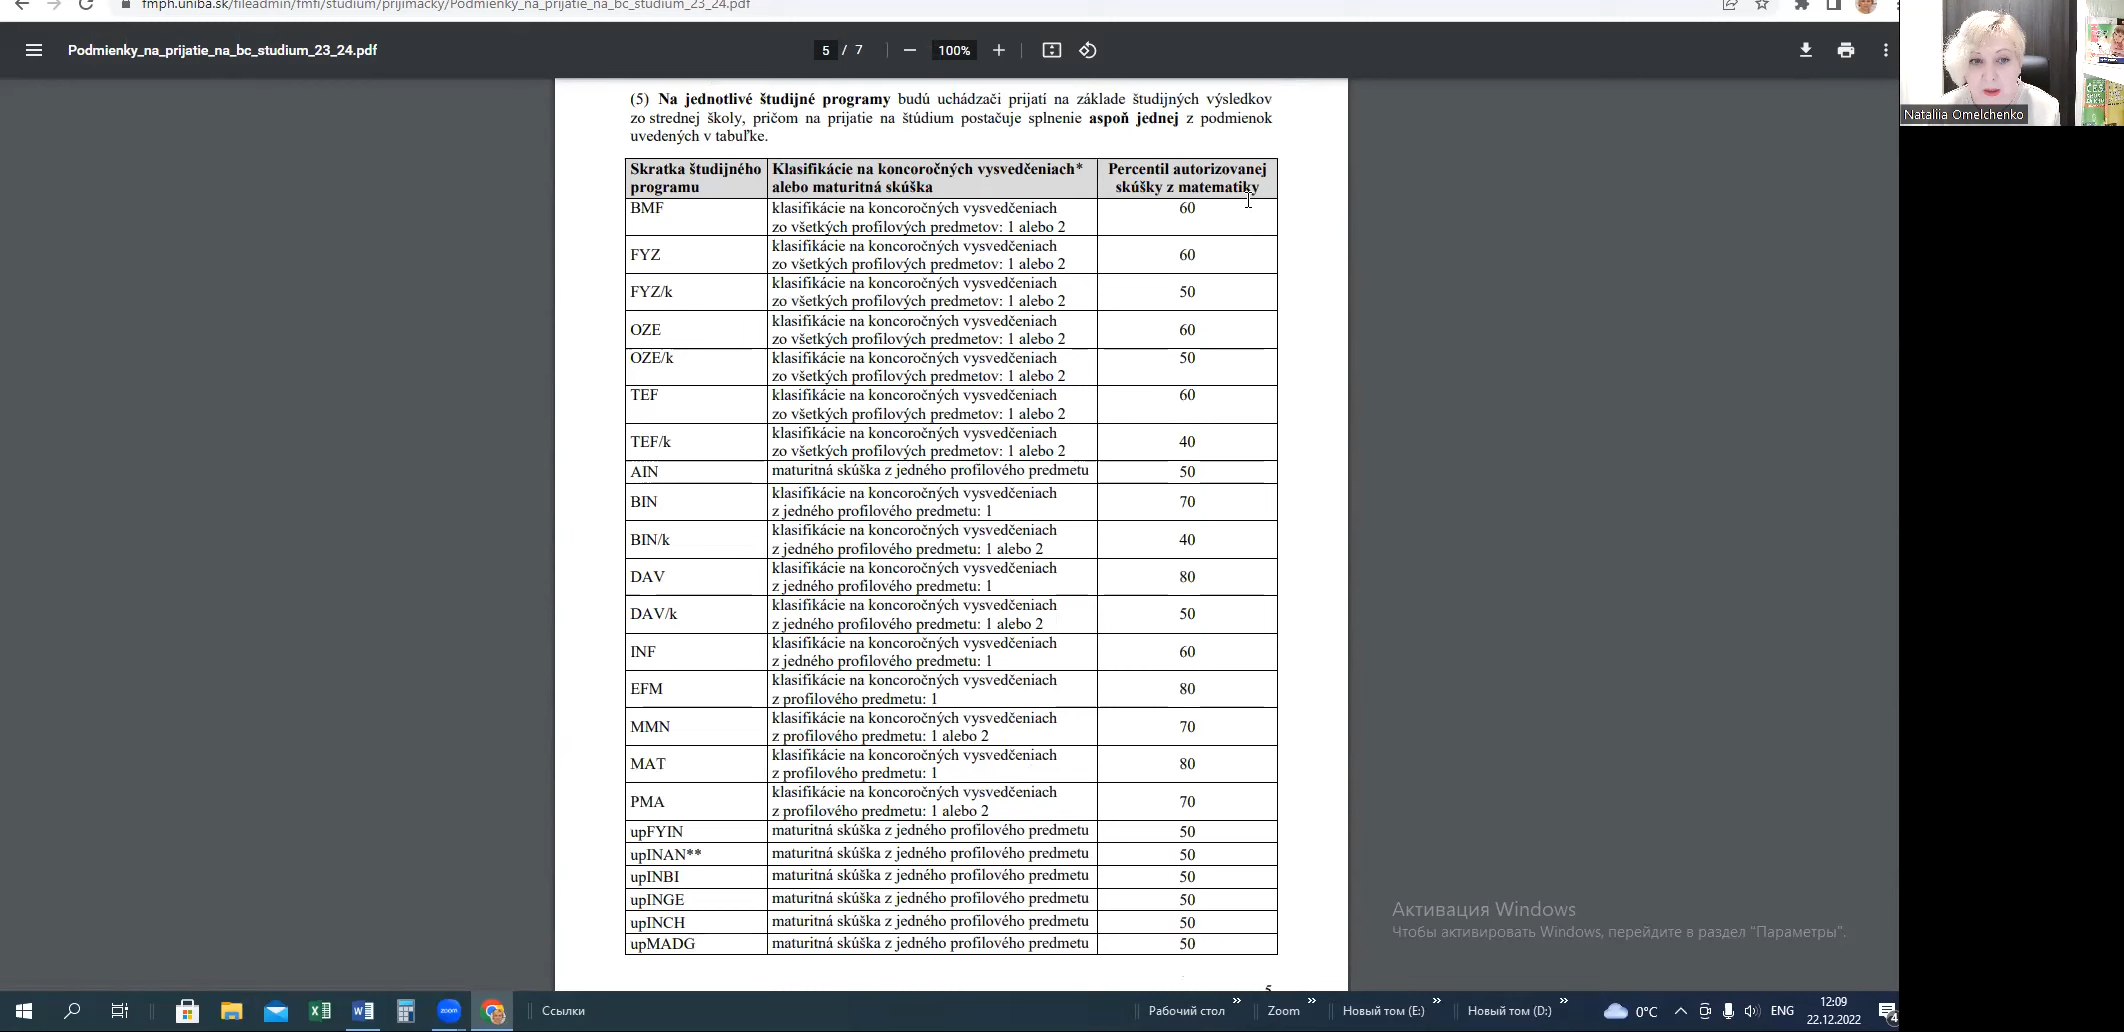 fmph.uniba.sk/fileadmin/fmfi/studium/prijimacky/Podmienky_na_prijatie_na_bc_studium_23_24.pdf
Podmienky_na_prijatie_na_bc_studium_23_24.pdf
5 / 7
100%
Nataliia Omelchenko
(5) Na jednotlivé študijné programy budú uchádzači prijatí na základe študijných výsledkov
zo strednej školy, pričom na prijatie na štúdium postačuje splnenie aspoň jednej z podmienok
uvedených v tabuľke.
Skratka študijného programu | Klasifikácie na koncoročných vysvedčeniach* alebo maturitná skúška | Percentil autorizovanej skúšky z matematiky
BMF klasifikácie na koncoročných vysvedčeniach 60
zo všetkých profilových predmetov: 1 alebo 2
FYZ klasifikácie na koncoročných vysvedčeniach 60
zo všetkých profilových predmetov: 1 alebo 2
FYZ/k klasifikácie na koncoročných vysvedčeniach 50
zo všetkých profilových predmetov: 1 alebo 2
OZE klasifikácie na koncoročných vysvedčeniach 60
zo všetkých profilových predmetov: 1 alebo 2
OZE/k klasifikácie na koncoročných vysvedčeniach 50
zo všetkých profilových predmetov: 1 alebo 2
TEF klasifikácie na koncoročných vysvedčeniach 60
zo všetkých profilových predmetov: 1 alebo 2
TEF/k klasifikácie na koncoročných vysvedčeniach 40
zo všetkých profilových predmetov: 1 alebo 2
AIN maturitná skúška z jedného profilového predmetu 50
BIN klasifikácie na koncoročných vysvedčeniach 70
z jedného profilového predmetu: 1
BIN/k klasifikácie na koncoročných vysvedčeniach 40
z jedného profilového predmetu: 1 alebo 2
DAV klasifikácie na koncoročných vysvedčeniach 80
z jedného profilového predmetu: 1
DAV/k klasifikácie na koncoročných vysvedčeniach 50
z jedného profilového predmetu: 1 alebo 2
INF klasifikácie na koncoročných vysvedčeniach 60
z jedného profilového predmetu: 1
EFM klasifikácie na koncoročných vysvedčeniach 80
z profilového predmetu: 1
MMN klasifikácie na koncoročných vysvedčeniach 70
z profilového predmetu: 1 alebo 2
MAT klasifikácie na koncoročných vysvedčeniach 80
z profilového predmetu: 1
PMA klasifikácie na koncoročných vysvedčeniach 70
z profilového predmetu: 1 alebo 2
upFYIN maturitná skúška z jedného profilového predmetu 50
upINAN** maturitná skúška z jedného profilového predmetu 50
upINBI maturitná skúška z jedného profilového predmetu 50
upINGE maturitná skúška z jedného profilového predmetu 50
upINCH maturitná skúška z jedného profilového predmetu 50
upMADG maturitná skúška z jedného profilového predmetu 50
5
Активация Windows
Чтобы активировать Windows, перейдите в раздел "Параметры".
zoom
Ссылки
Рабочий стол » Zoom » Новый том (E:) » Новый том (D:) »
0°C ENG 12:09
22.12.2022
4